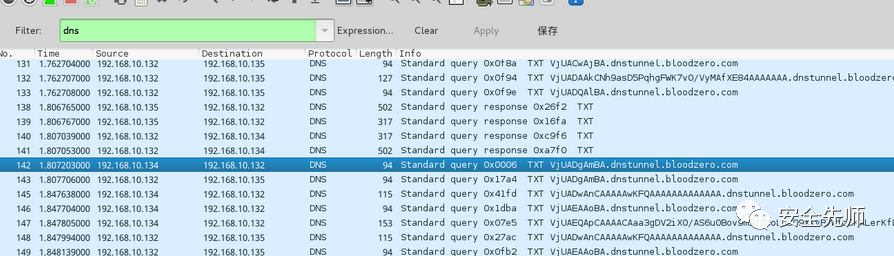 Filter: dns Expression... Clear Apply 保存
No. Time Source Destination Protocol Length Info
131 1.762704000 192.168.10.132 192.168.10.135 DNS 94 Standard query 0x0f8a TXT VjUACwAjBA.dnstunnel.bloodzero.com
132 1.762707000 192.168.10.132 192.168.10.135 DNS 127 Standard query 0x0f94 TXT
133 1.762708000 192.168.10.132 192.168.10.135 DNS 94 Standard query 0x0f9e TXT VjUADQAlBA.dnstunnel.bloodzero.com
138 1.806765000 192.168.10.135 192.168.10.132 DNS 502 Standard query response 0x26f2 TXT
139 1.806767000 192.168.10.135 192.168.10.132 DNS 317 Standard query response 0x16fa TXT
140 1.807039000 192.168.10.132 192.168.10.134 DNS 317 Standard query response 0xc9f6 TXT
141 1.807053000 192.168.10.132 192.168.10.134 DNS 502 Standard query response 0xa7f0 TXT
142 1.807203000 192.168.10.134 192.168.10.132 DNS 94 Standard query 0x0006 TXT VjUADgAmBA.dnstunnel.bloodzero.com
143 1.807706000 192.168.10.132 192.168.10.135 DNS 94 Standard query 0x17a4 TXT VjUADgAmBA.dnstunnel.bloodzero.com
145 1.847638000 192.168.10.134 192.168.10.132 DNS 115 Standard query 0x41fd TXT VjUADwAnCAAAAAwKFQAAAAAAAAAAAAA.dnstunnel.bloodzero.com
146 1.847704000 192.168.10.134 192.168.10.132 DNS 94 Standard query 0x1dba TXT VjUAEAAoBA.dnstunnel.bloodzero.com
147 1.847805000 192.168.10.134 192.168.10.132 DNS 153 Standard query 0x07e5 TXT
148 1.847994000 192.168.10.132 192.168.10.135 DNS 115 Standard query 0x27ac TXT VjUADwAnCAAAAAwKFQAAAAAAAAAAAAA.dnstunnel.bloodzero.com
149 1.848139000 192.168.10.132 192.168.10.135 DNS 94 Standard query 0x0fb2 TXT VjUAEAAoBA.dnstunnel.bloodzero.com
安全先师